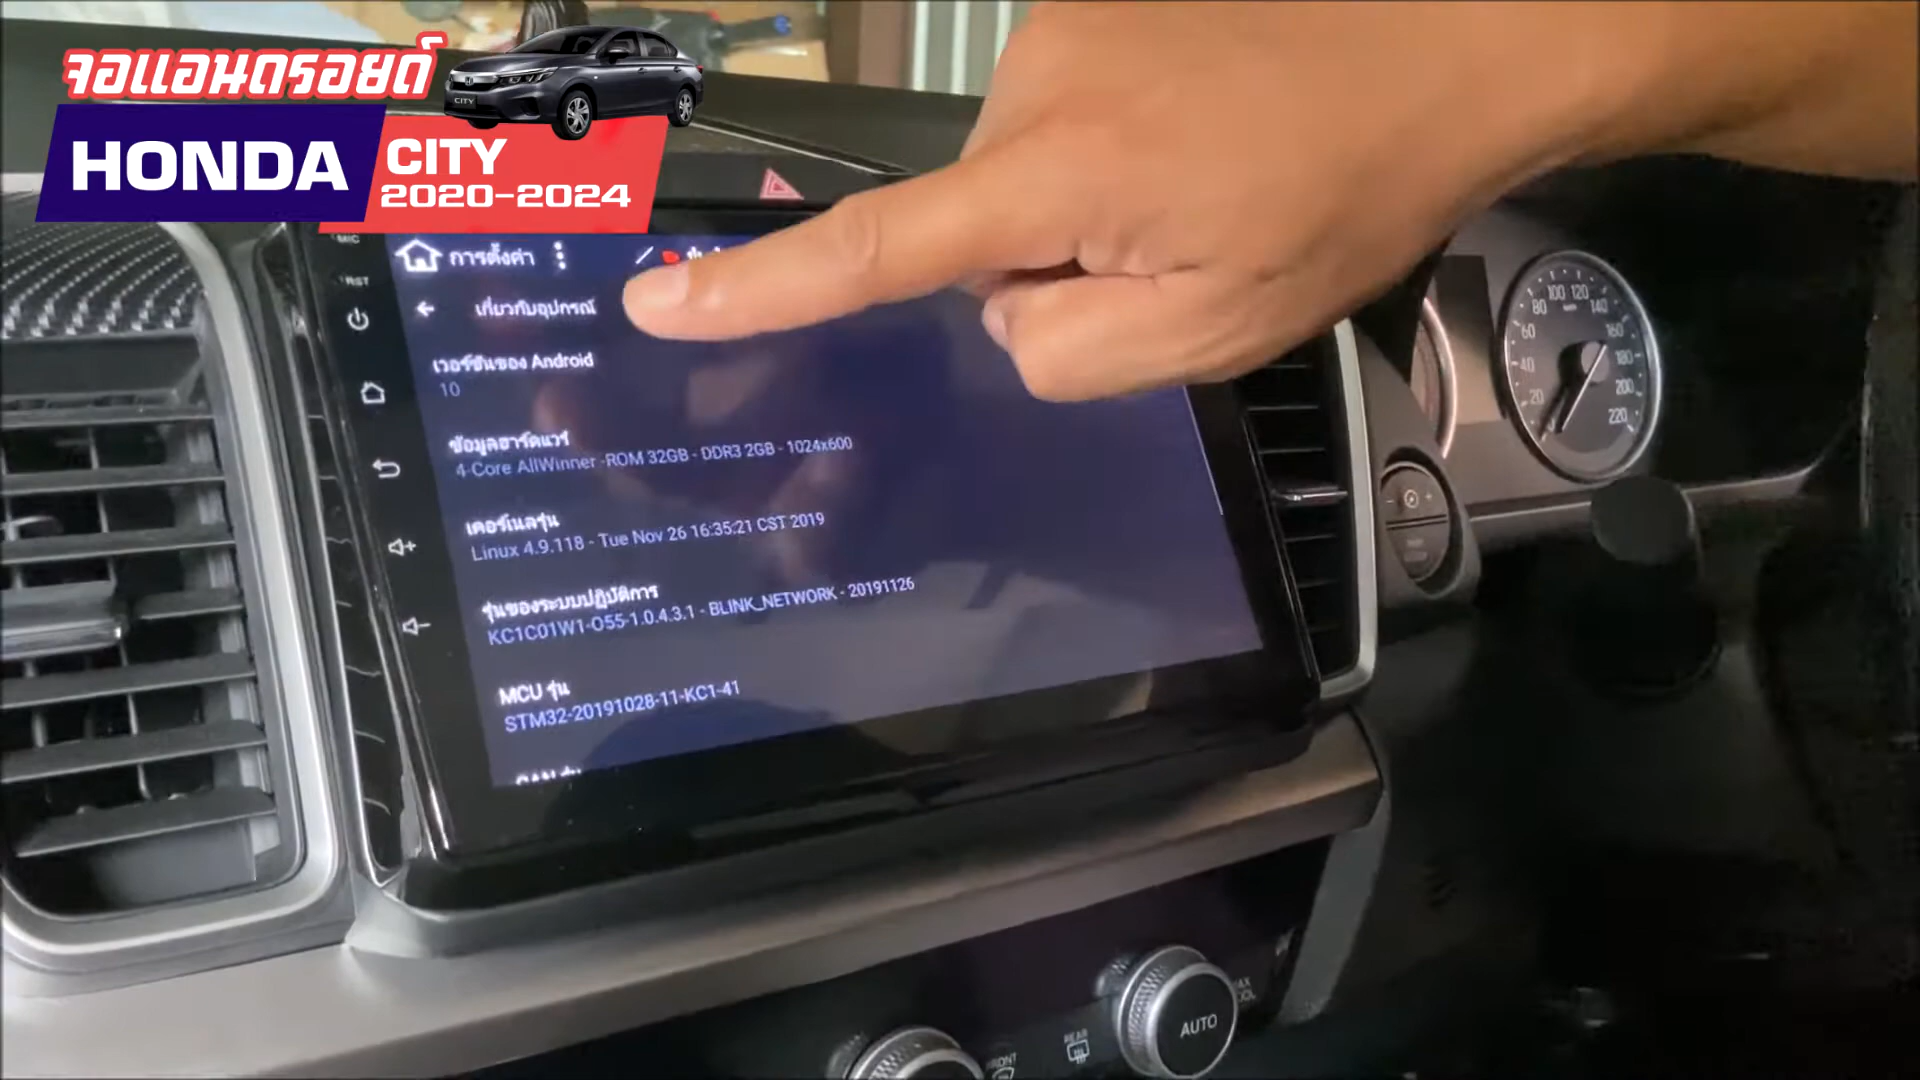 จอแอนดรอยด์
HONDA
CITY
2020-2024
CITY
MIC
RST
การตั้งค่า
เกี่ยวกับอุปกรณ์
เวอร์ชันของ Android
10
ข้อมูลฮาร์ดแวร์
4-Core AllWinner -ROM 32GB - DDR3 2GB - 1024x600
เคอร์เนลรุ่น
Linux 4.9.118 - Tue Nov 26 16:35:21 CST 2019
รุ่นของระบบปฏิบัติการ
KC1C01W1-O55-1.0.4.3.1 - BLINK_NETWORK - 20191126
MCU รุ่น
STM32-20191028-11-KC1-41
20
40
60
80
100
120
140
160
180
200
220
AUTO
REAR